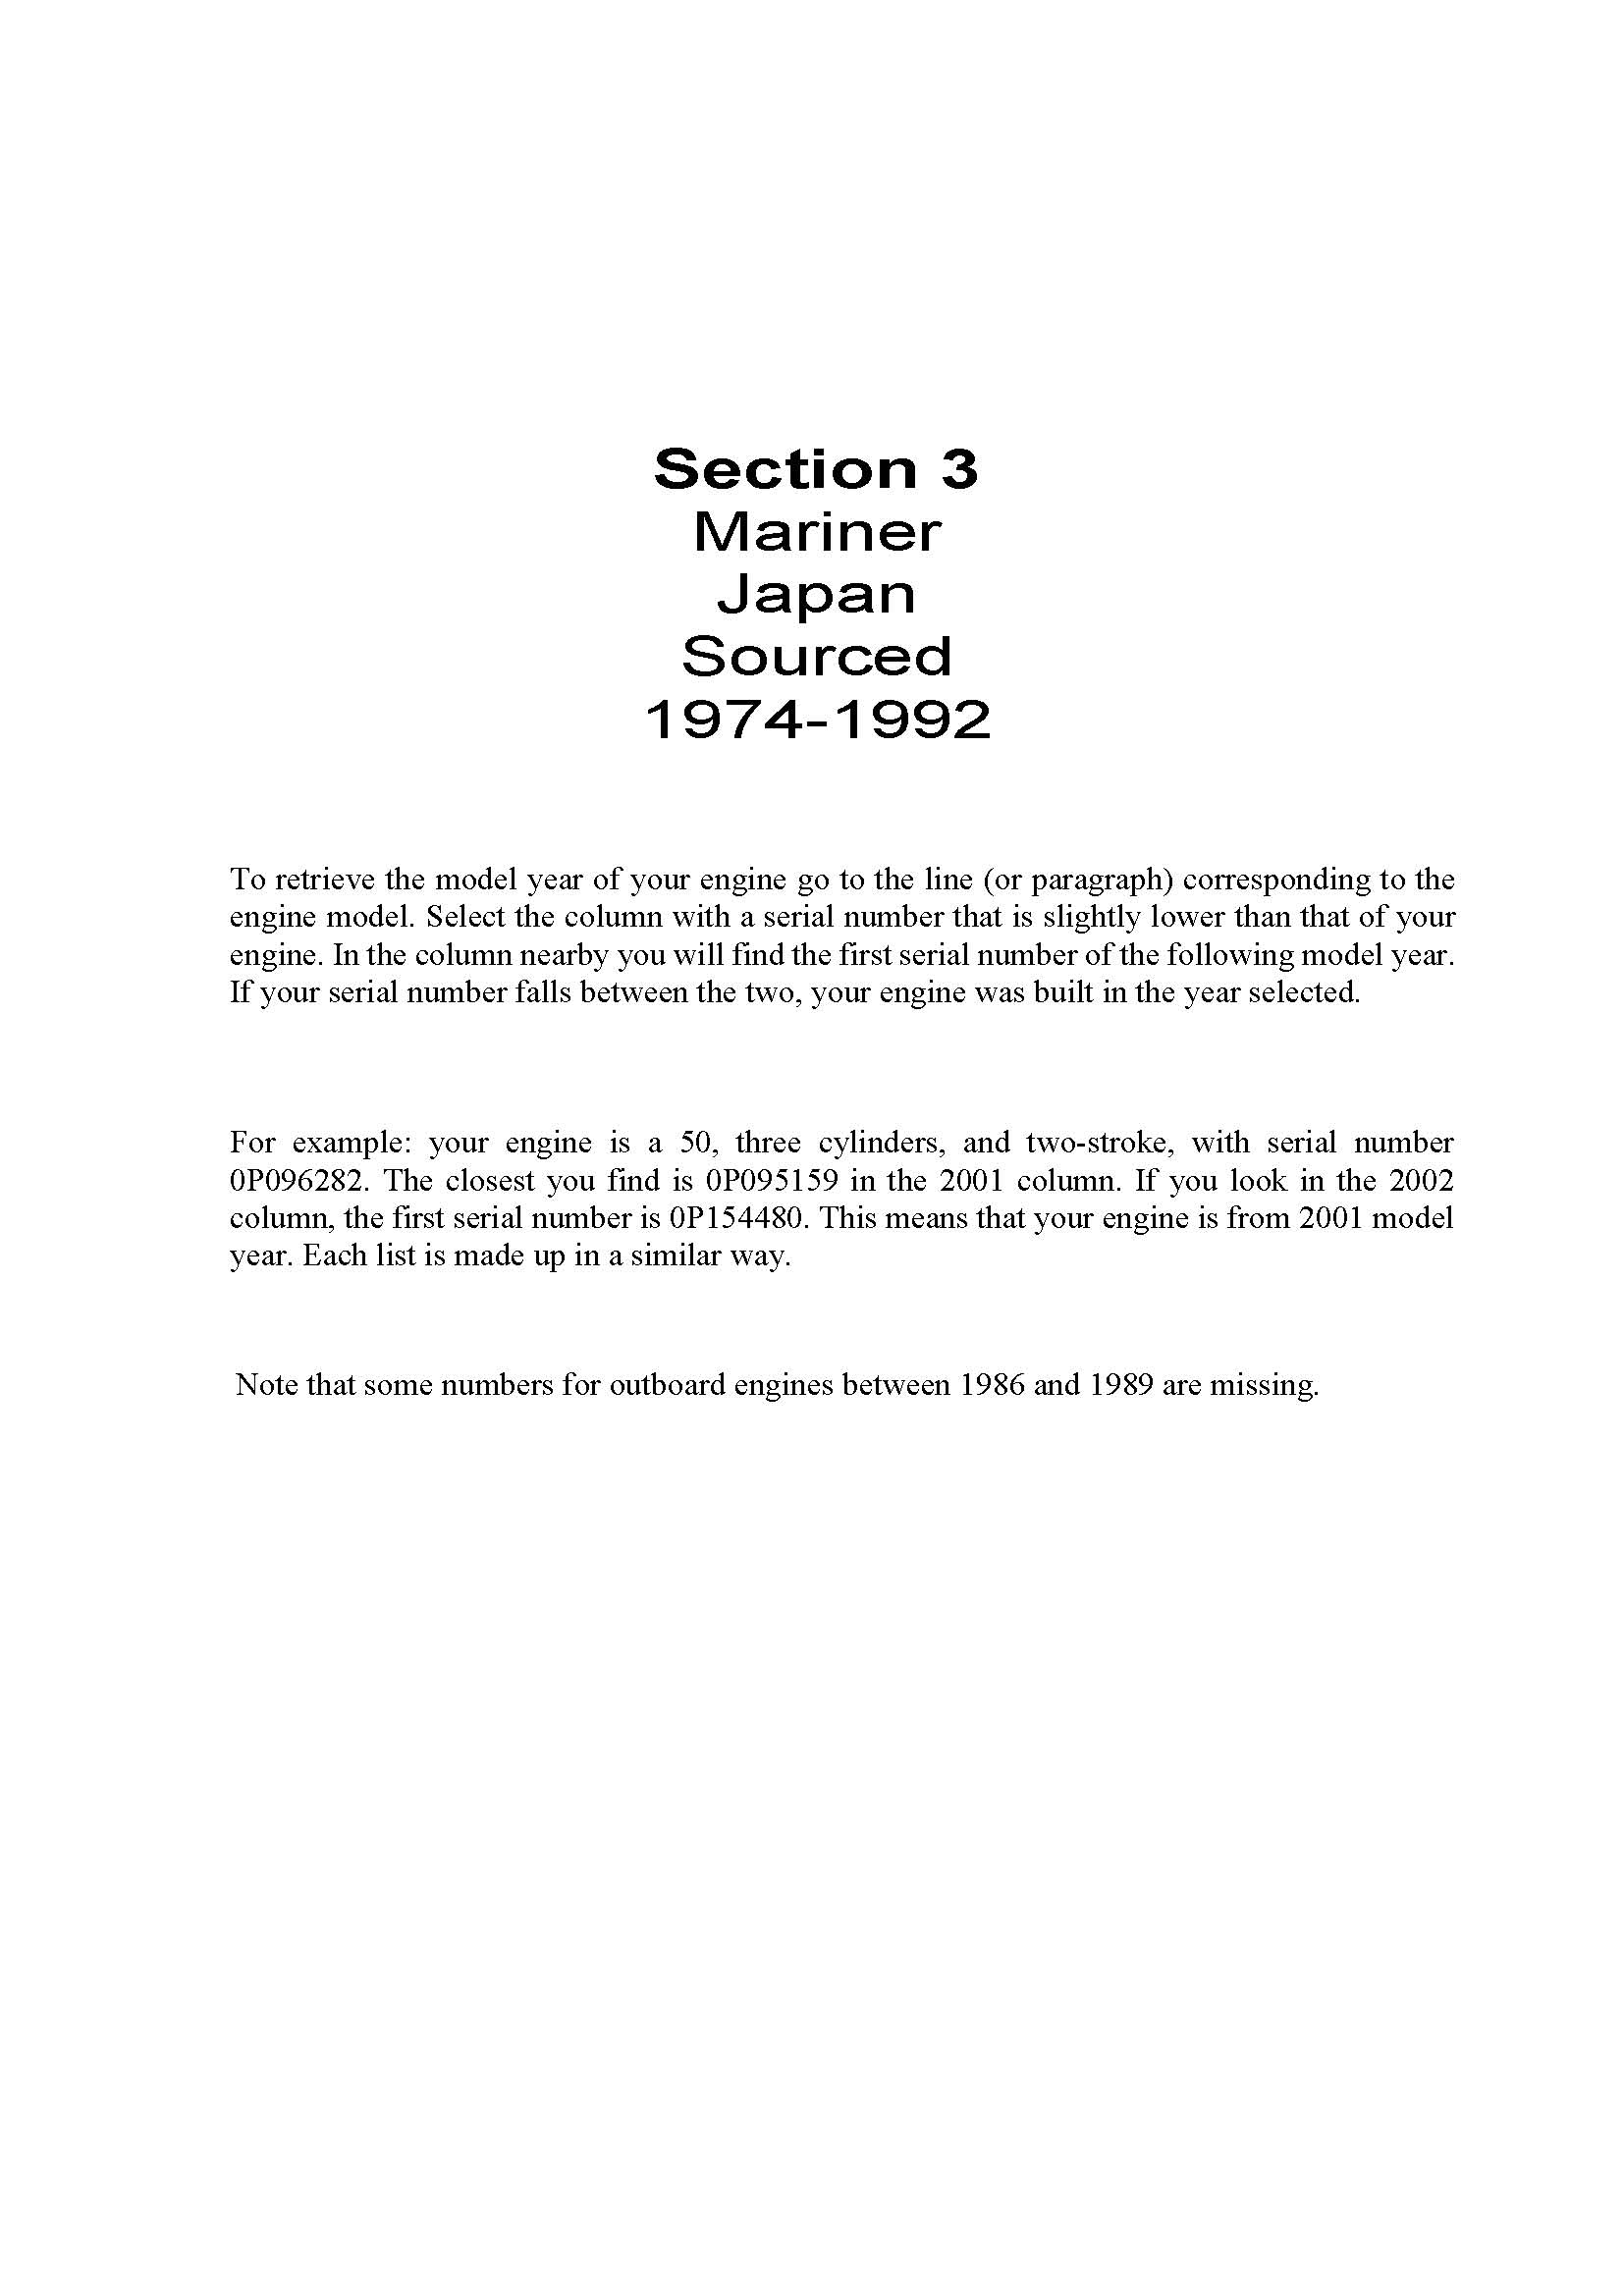 Section 3
Mariner
Japan
Sourced
1974-1992
To retrieve the model year of your engine go to the line (or paragraph) corresponding to the
engine model. Select the column with a serial number that is slightly lower than that of your
engine. In the column nearby you will find the first serial number of the following model year.
If your serial number falls between the two, your engine was built in the year selected.
For example: your engine is a 50, three cylinders, and two-stroke, with serial number
0P096282. The closest you find is 0P095159 in the 2001 column. If you look in the 2002
column, the first serial number is 0P154480. This means that your engine is from 2001 model
year. Each list is made up in a similar way.
Note that some numbers for outboard engines between 1986 and 1989 are missing.